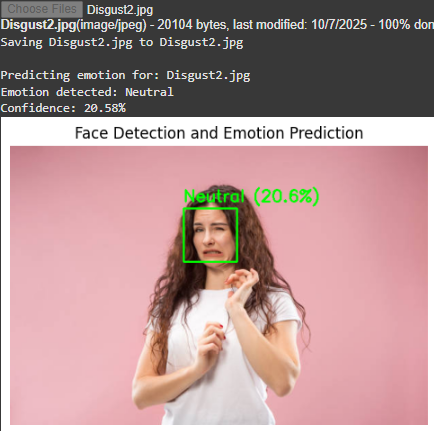 Choose Files Disgust2.jpg
Disgust2.jpg(image/jpeg) - 20104 bytes, last modified: 10/7/2025 - 100% don
Saving Disgust2.jpg to Disgust2.jpg
Predicting emotion for: Disgust2.jpg
Emotion detected: Neutral
Confidence: 20.58%
Face Detection and Emotion Prediction
Neutral (20.6%)